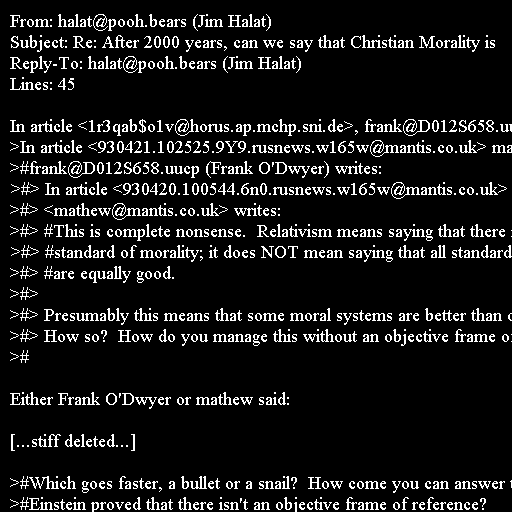 From: halat@pooh.bears (Jim Halat)
Subject: Re: After 2000 years, can we say that Christian Morality is
Reply-To: halat@pooh.bears (Jim Halat)
Lines: 45

In article <1r3qab$o1v@horus.ap.mchp.sni.de>, frank@D012S658.uu
>In article <930421.102525.9Y9.rusnews.w165w@mantis.co.uk> ma
>#frank@D012S658.uucp (Frank O'Dwyer) writes:
>#> In article <930420.100544.6n0.rusnews.w165w@mantis.co.uk>
>#> <mathew@mantis.co.uk> writes:
>#> #This is complete nonsense.  Relativism means saying that there
>#> #standard of morality; it does NOT mean saying that all standard
>#> #are equally good.
>#>
>#> Presumably this means that some moral systems are better than
>#> How so?  How do you manage this without an objective frame
>#

Either Frank O'Dwyer or mathew said:

[...stiff deleted...]

>#Which goes faster, a bullet or a snail?  How come you can answer
>#Einstein proved that there isn't an objective frame of reference?